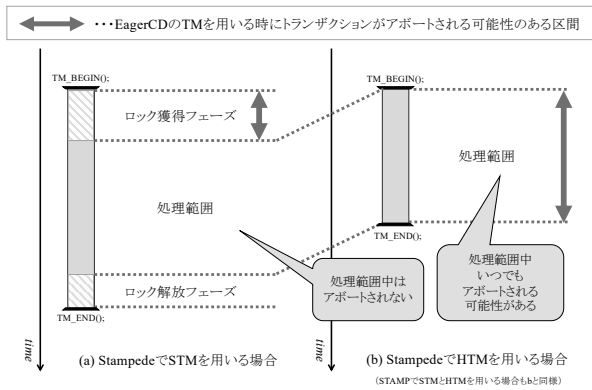 ･･･EagerCDのTMを用いる時にトランザクションがアボートされる可能性のある区間
TM_BEGIN();
ロック獲得フェーズ
処理範囲
ロック解放フェーズ
TM_END();
処理範囲中は
アボートされない
time
(a) StampedeでSTMを用いる場合
TM_BEGIN();
処理範囲
TM_END();
処理範囲中
いつでも
アボートされる
可能性がある
time
(b) StampedeでHTMを用いる場合
(STAMPでSTMとHTMを用いる場合もbと同様)